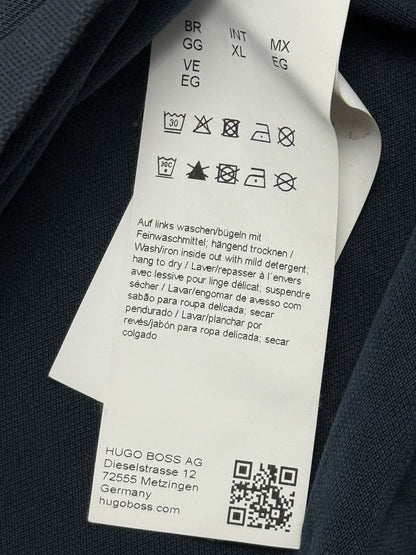 BR
GG
INT
XL
MX
EG
VE
EG
30
30C
Auf links waschen/bügeln mit
Feinwaschmittel; hängend trocknen /
Wash/iron inside out with mild detergent;
hang to dry / Laver/repasser à l'envers
avec lessive pour linge délicat; suspendre
sécher / Lavar/engomar de avesso com
sabão para roupa delicada; secar
pendurado / Lavar/planchar por
revés/jabón para ropa delicada; secar
colgado
HUGO BOSS AG
Dieselstrasse 12
72555 Metzingen
Germany
hugoboss.com